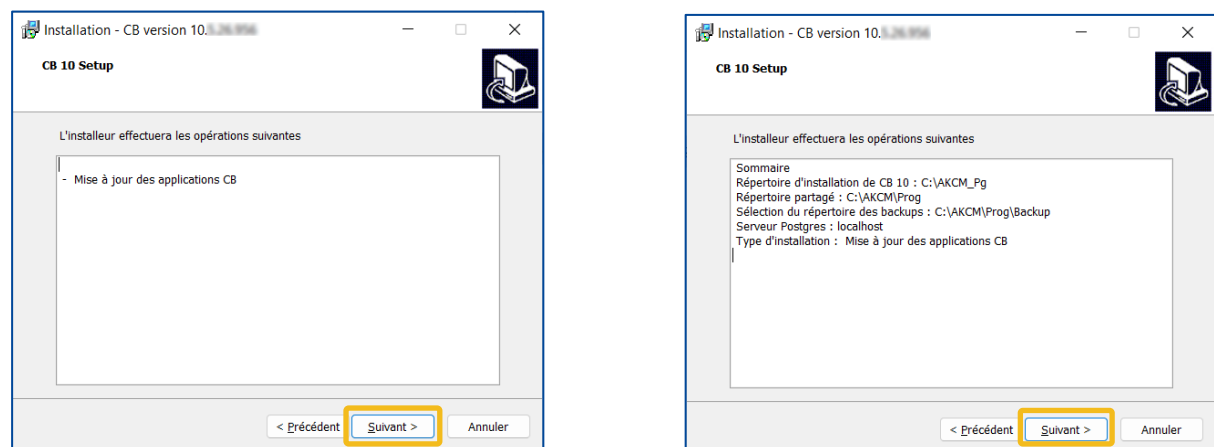 Installation - CB version 10.
CB 10 Setup
L'installeur effectuera les opérations suivantes
- Mise à jour des applications CB
< Précédent
Suivant >
Annuler
Installation - CB version 10.
CB 10 Setup
L'installeur effectuera les opérations suivantes
Sommaire
Répertoire d'installation de CB 10 : C:\AKCM_Pg
Répertoire partagé : C:\AKCM\Prog
Sélection du répertoire des backups : C:\AKCM\Prog\Backup
Serveur Postgres : localhost
Type d'installation : Mise à jour des applications CB
< Précédent
Suivant >
Annuler